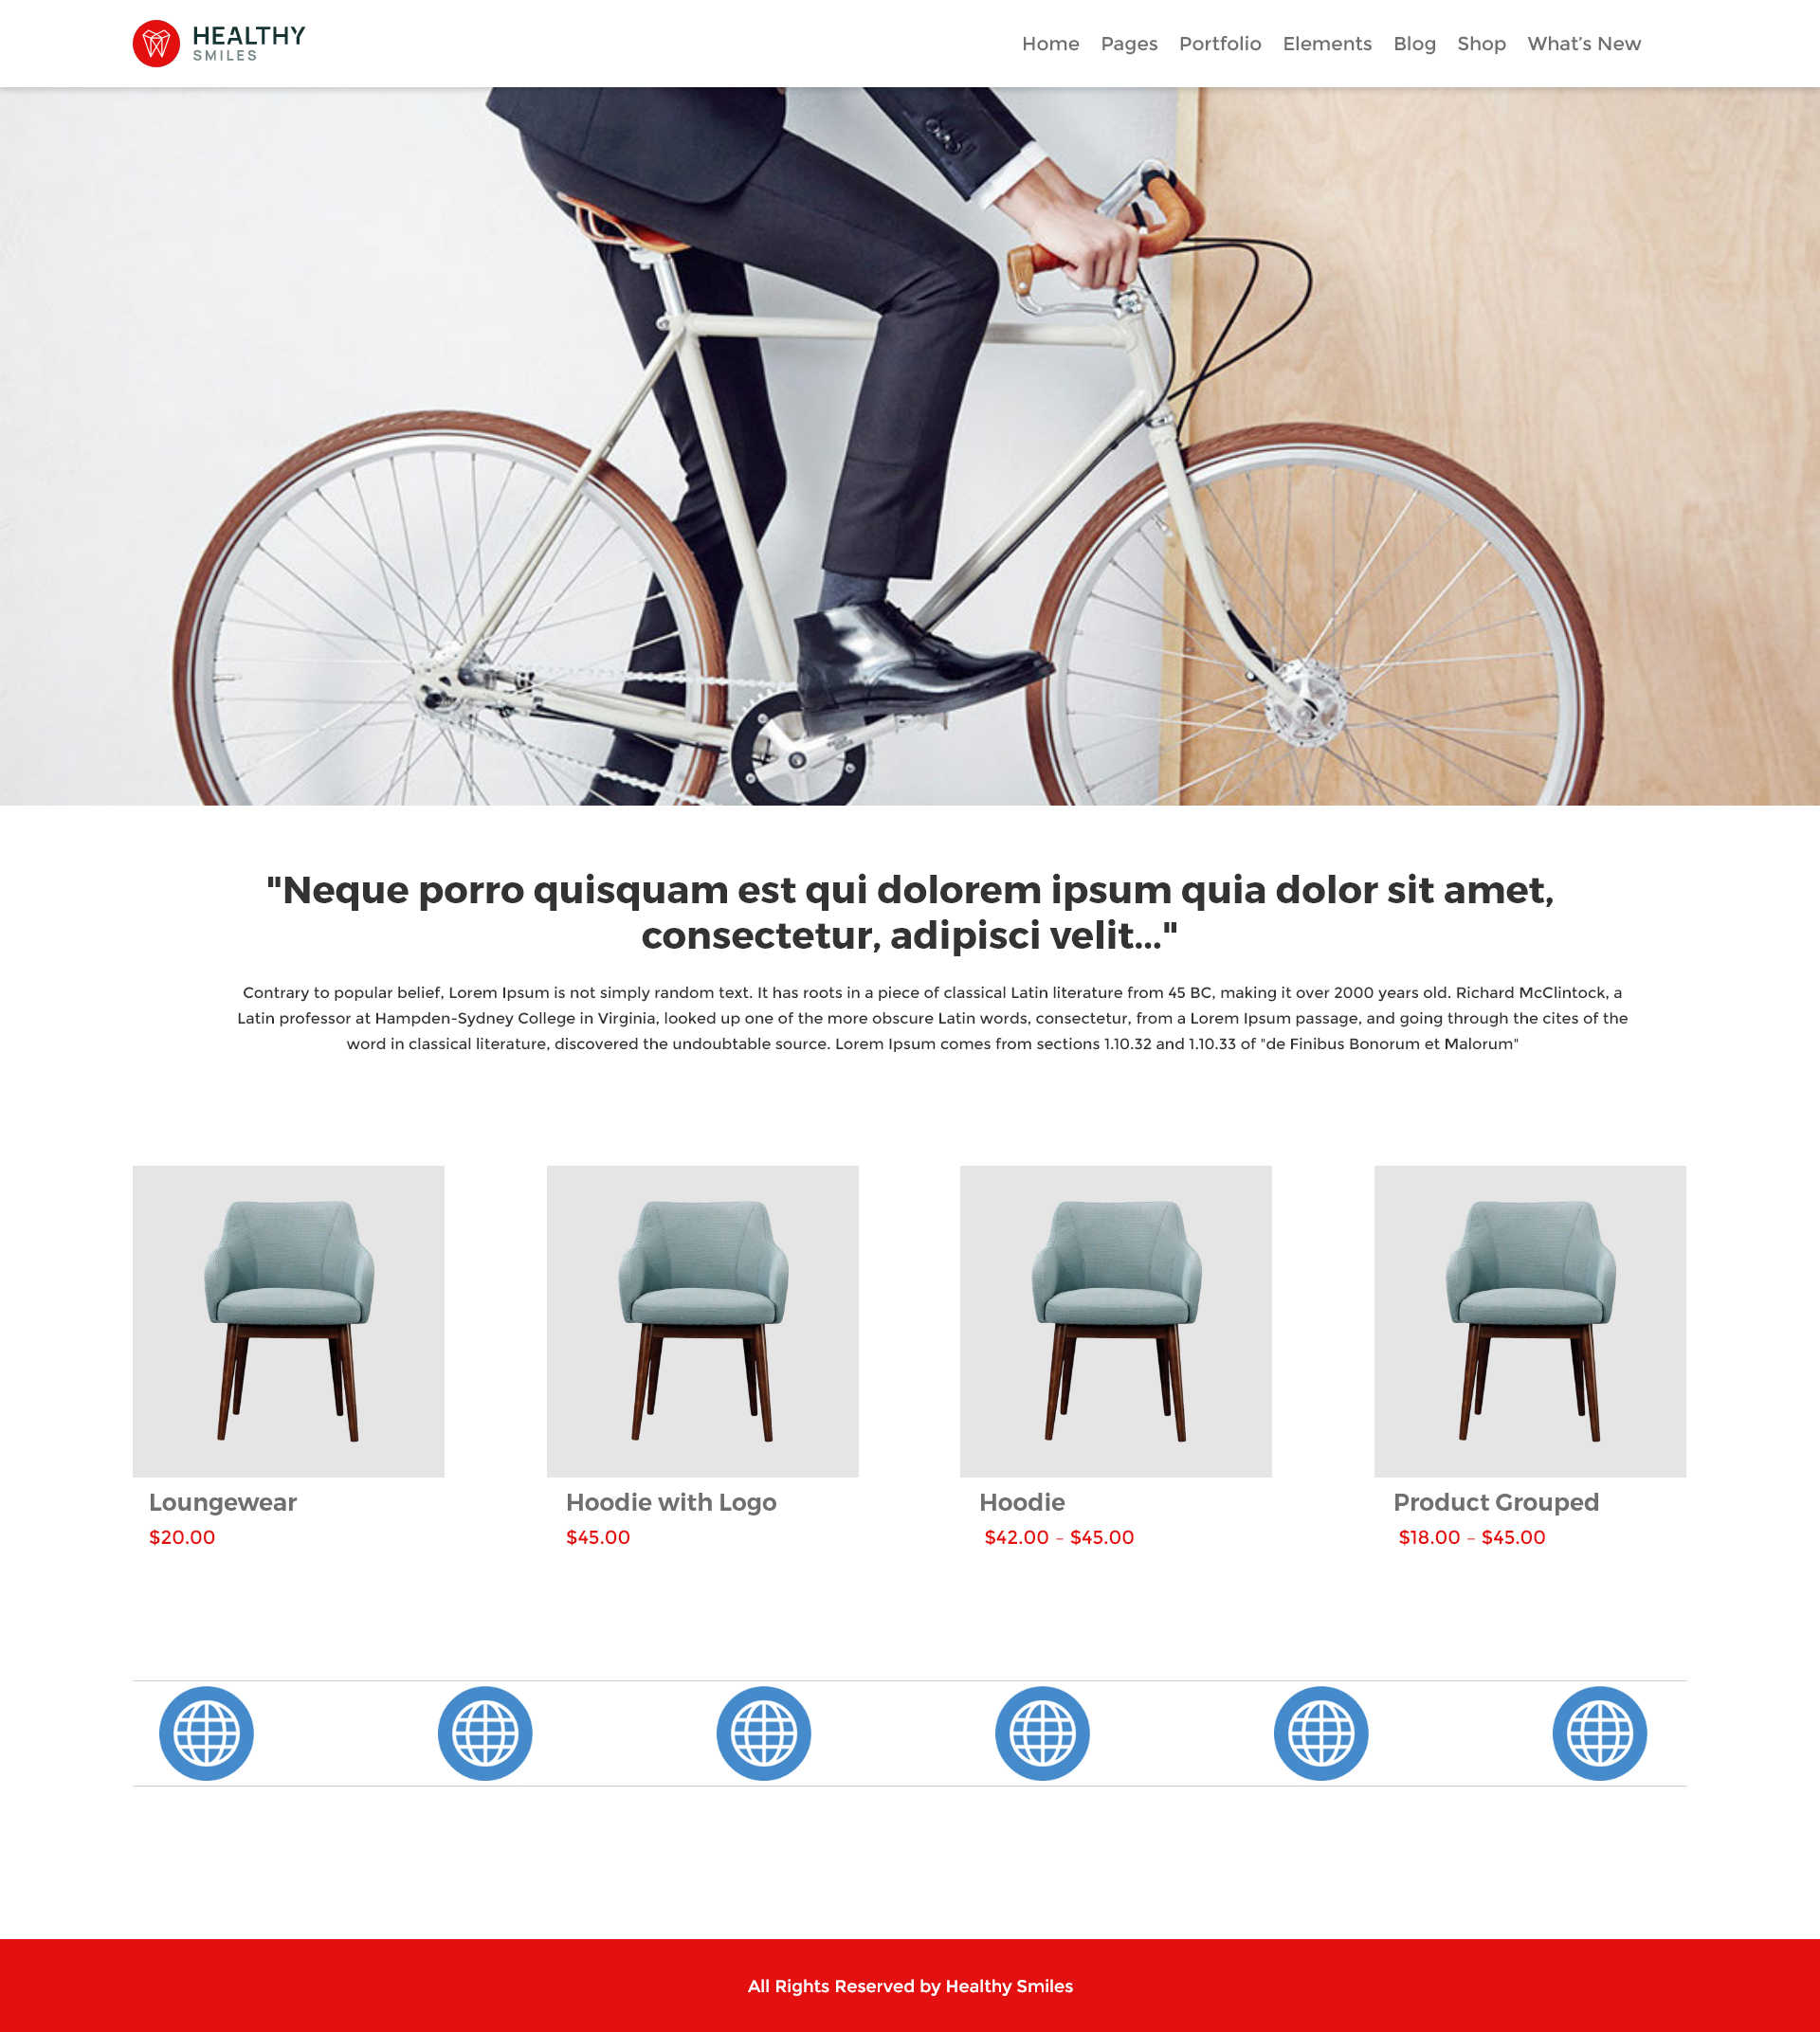 HEALTHY
SMILES
Home Pages Portfolio Elements Blog Shop What's New
"Neque porro quisquam est qui dolorem ipsum quia dolor sit amet,
consectetur, adipisci velit..."
Contrary to popular belief, Lorem Ipsum is not simply random text. It has roots in a piece of classical Latin literature from 45 BC, making it over 2000 years old. Richard McClintock, a
Latin professor at Hampden-Sydney College in Virginia, looked up one of the more obscure Latin words, consectetur, from a Lorem Ipsum passage, and going through the cites of the
word in classical literature, discovered the undoubtable source. Lorem Ipsum comes from sections 1.10.32 and 1.10.33 of "de Finibus Bonorum et Malorum"
Loungewear
$20.00
Hoodie with Logo
$45.00
Hoodie
$42.00 – $45.00
Product Grouped
$18.00 – $45.00
All Rights Reserved by Healthy Smiles